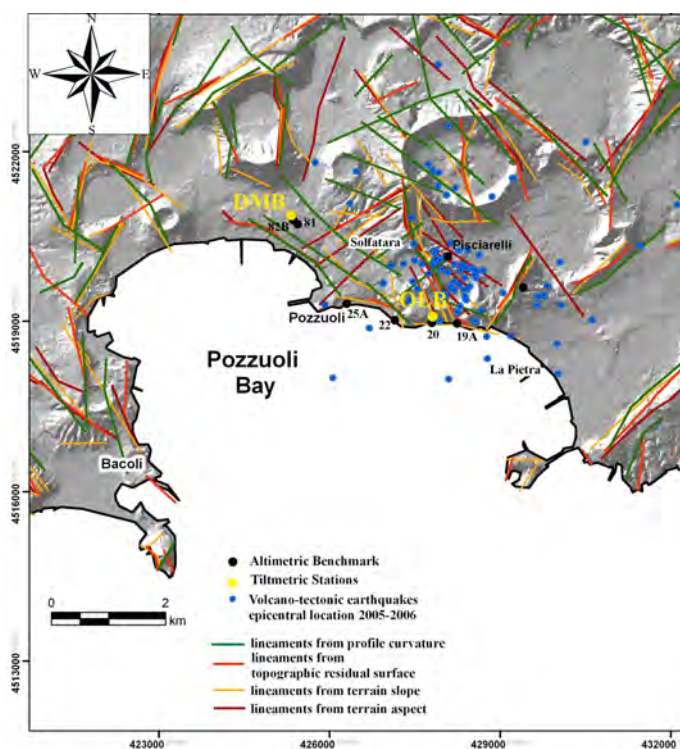 N
W E
S
4522000
4519000
4516000
4513000
DMB
82B 81
Solfatara
Pisciarelli
OLB
Pozzuoli
25A
22
20
19A
La Pietra
Pozzuoli
Bay
Bacoli
Altimetric Benchmark
Tiltmetric Stations
Volcano-tectonic earthquakes
epicentral location 2005-2006
0 2
km
lineaments from profile curvature
lineaments from
topographic residual surface
lineaments from terrain slope
lineaments from terrain aspect
423000 426000 429000 432000